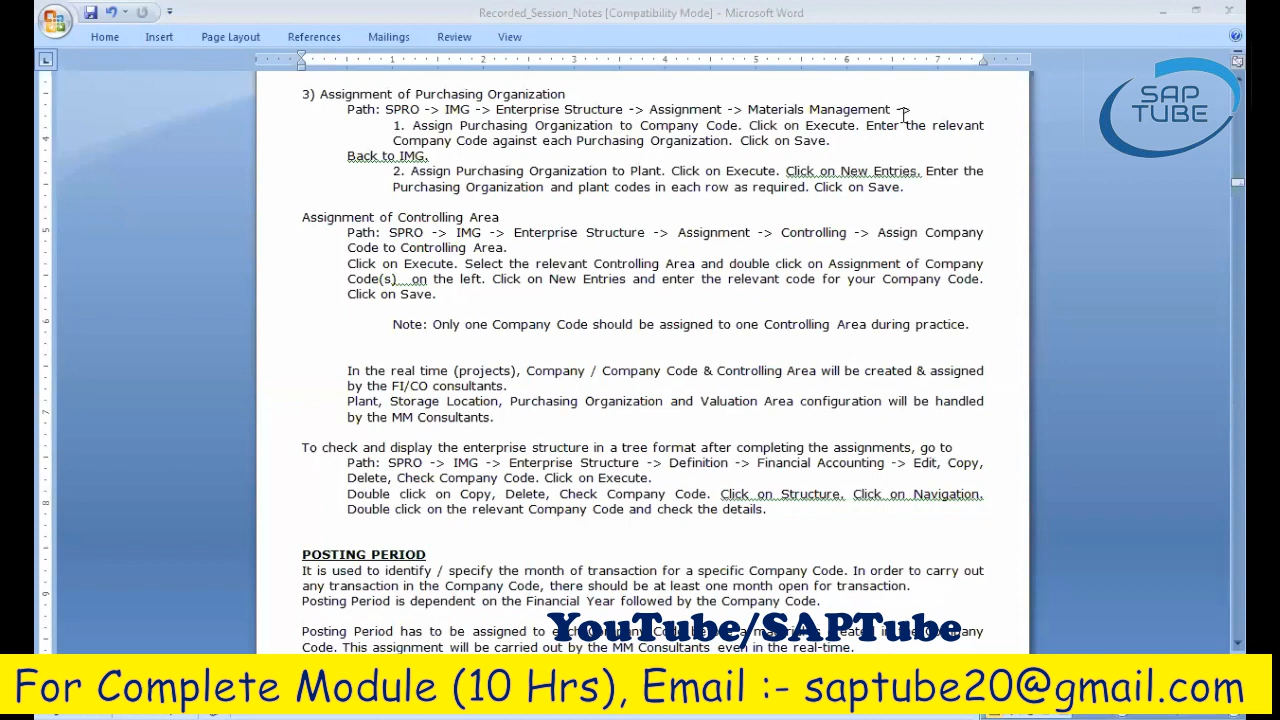 Recorded_Session_Notes [Compatibility Mode] - Microsoft Word
Home Insert Page Layout References Mailings Review View
1 2 3 4 5 6 7
SAP
TUBE
3) Assignment of Purchasing Organization
Path: SPRO -> IMG -> Enterprise Structure -> Assignment -> Materials Management ->
1. Assign Purchasing Organization to Company Code. Click on Execute. Enter the relevant
Company Code against each Purchasing Organization. Click on Save.
Back to IMG.
2. Assign Purchasing Organization to Plant. Click on Execute. Click on New Entries. Enter the
Purchasing Organization and plant codes in each row as required. Click on Save.
Assignment of Controlling Area
Path: SPRO -> IMG -> Enterprise Structure -> Assignment -> Controlling -> Assign Company
Code to Controlling Area.
Click on Execute. Select the relevant Controlling Area and double click on Assignment of Company
Code(s) on the left. Click on New Entries and enter the relevant code for your Company Code.
Click on Save.
Note: Only one Company Code should be assigned to one Controlling Area during practice.
In the real time (projects), Company / Company Code & Controlling Area will be created & assigned
by the FI/CO consultants.
Plant, Storage Location, Purchasing Organization and Valuation Area configuration will be handled
by the MM Consultants.
To check and display the enterprise structure in a tree format after completing the assignments, go to
Path: SPRO -> IMG -> Enterprise Structure -> Definition -> Financial Accounting -> Edit, Copy,
Delete, Check Company Code. Click on Execute.
Double click on Copy, Delete, Check Company Code. Click on Structure. Click on Navigation.
Double click on the relevant Company Code and check the details.
POSTING PERIOD
It is used to identify / specify the month of transaction for a specific Company Code. In order to carry out
any transaction in the Company Code, there should be at least one month open for transaction.
Posting Period is dependent on the Financial Year followed by the Company Code.
YouTube/SAPTube
Posting Period has to be assigned to Company
Code. This assignment will be carried out by the MM Consultants even in the real-time.
For Complete Module (10 Hrs), Email :- saptube20@gmail.com